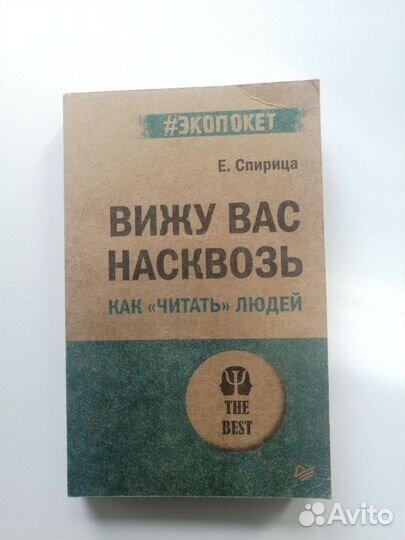 #ЭКОПОКЕТ
Е. Спирица
ВИЖУ ВАС
НАСКВОЗЬ
КАК «ЧИТАТЬ» ЛЮДЕЙ
Ψ
THE
BEST
Avito